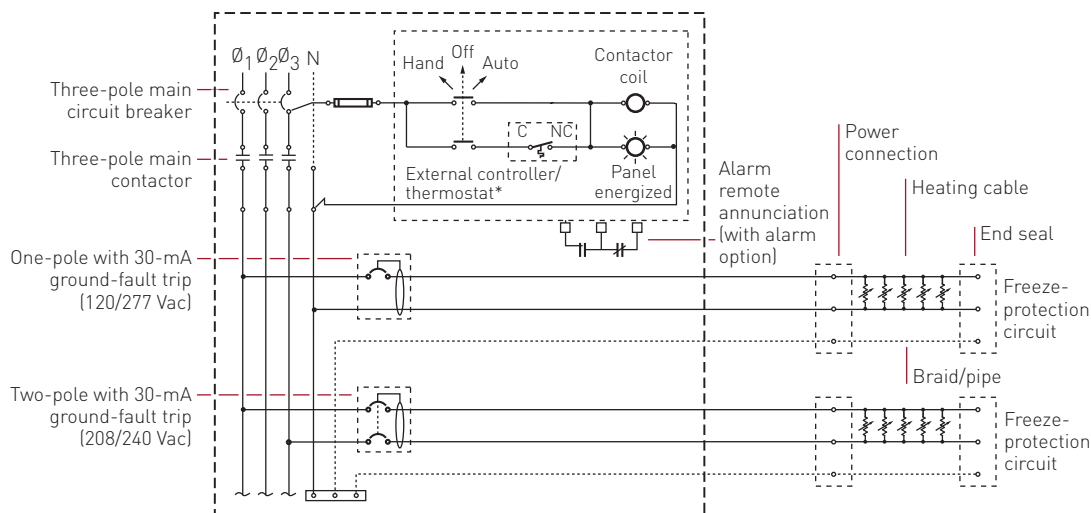 Ø1 Ø2 Ø3 N
Hand
Off
Auto
Contactor
coil
Three-pole main
circuit breaker
Three-pole main
contactor
C NC
External controller/
thermostat*
Panel
energized
Alarm
remote
annunciation
(with alarm
option)
Power
connection
Heating cable
End seal
One-pole with 30-mA
ground-fault trip
(120/277 Vac)
Freeze-
protection
circuit
Braid/pipe
Two-pole with 30-mA
ground-fault trip
(208/240 Vac)
Freeze-
protection
circuit